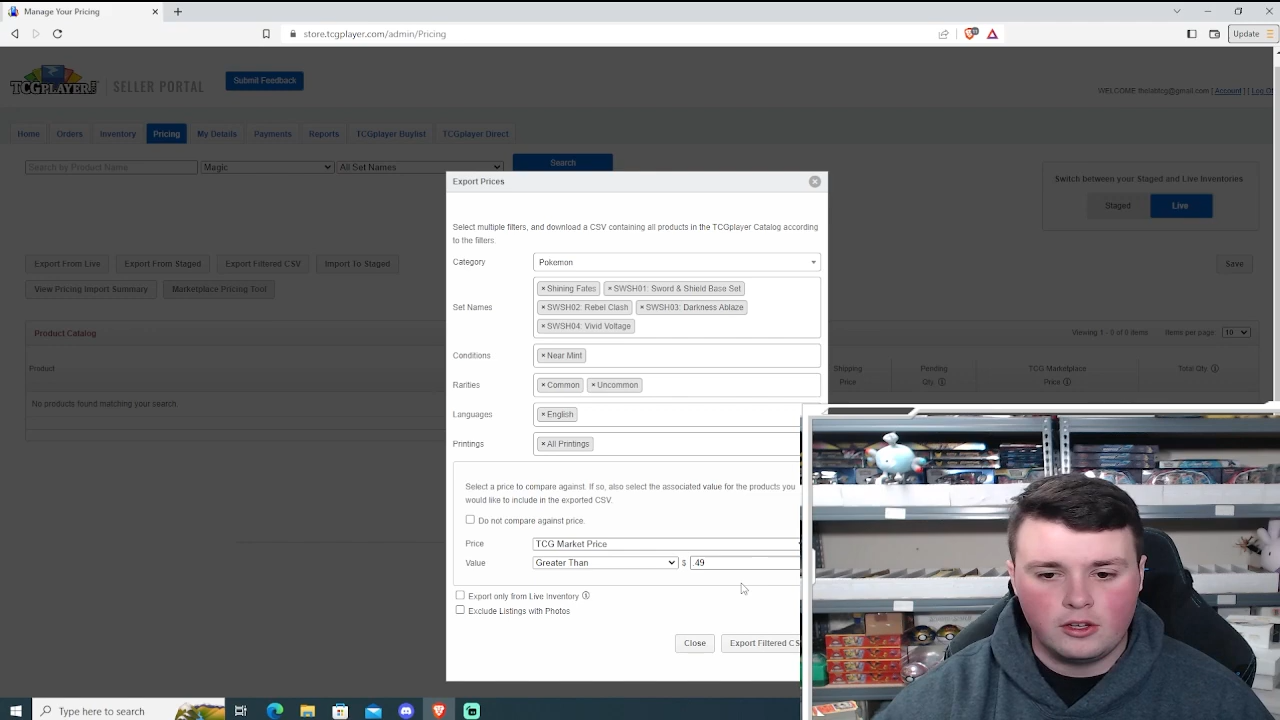 Manage Your Pricing
store.tcgplayer.com/admin/Pricing
Update
TCGPLAYER
SELLER PORTAL
Submit Feedback
WELCOME
[ Account ] [ Log O
Home Orders Inventory Pricing My Details Payments Reports TCGplayer Buylist TCGplayer Direct
Search by Product Name Magic All Set Names Search
Switch between your Staged and Live Inventories
Staged Live
Export From Live Export From Staged Export Filtered CSV Import To Staged
Save
View Pricing Import Summary Marketplace Pricing Tool
Product Catalog
Viewing 1 - 0 of 0 items Items per page: 10
Product
Shipping Price
Pending Qty.
TCG Marketplace Price
Total Qty
No products found matching your search
Export Prices
Select multiple filters, and download a CSV containing all products in the TCGplayer Catalog according
to the filters.
Category Pokemon
Set Names
× Shining Fates × SWSH01: Sword & Shield Base Set
× SWSH02: Rebel Clash × SWSH03: Darkness Ablaze
× SWSH04: Vivid Voltage
Conditions × Near Mint
Rarities × Common × Uncommon
Languages × English
Printings × All Printings
Select a price to compare against. If so, also select the associated value for the products you
would like to include in the exported CSV.
Do not compare against price.
Price TCG Market Price
Value Greater Than $ .49
Export only from Live Inventory
Exclude Listings with Photos
Close Export Filtered CS
Type here to search